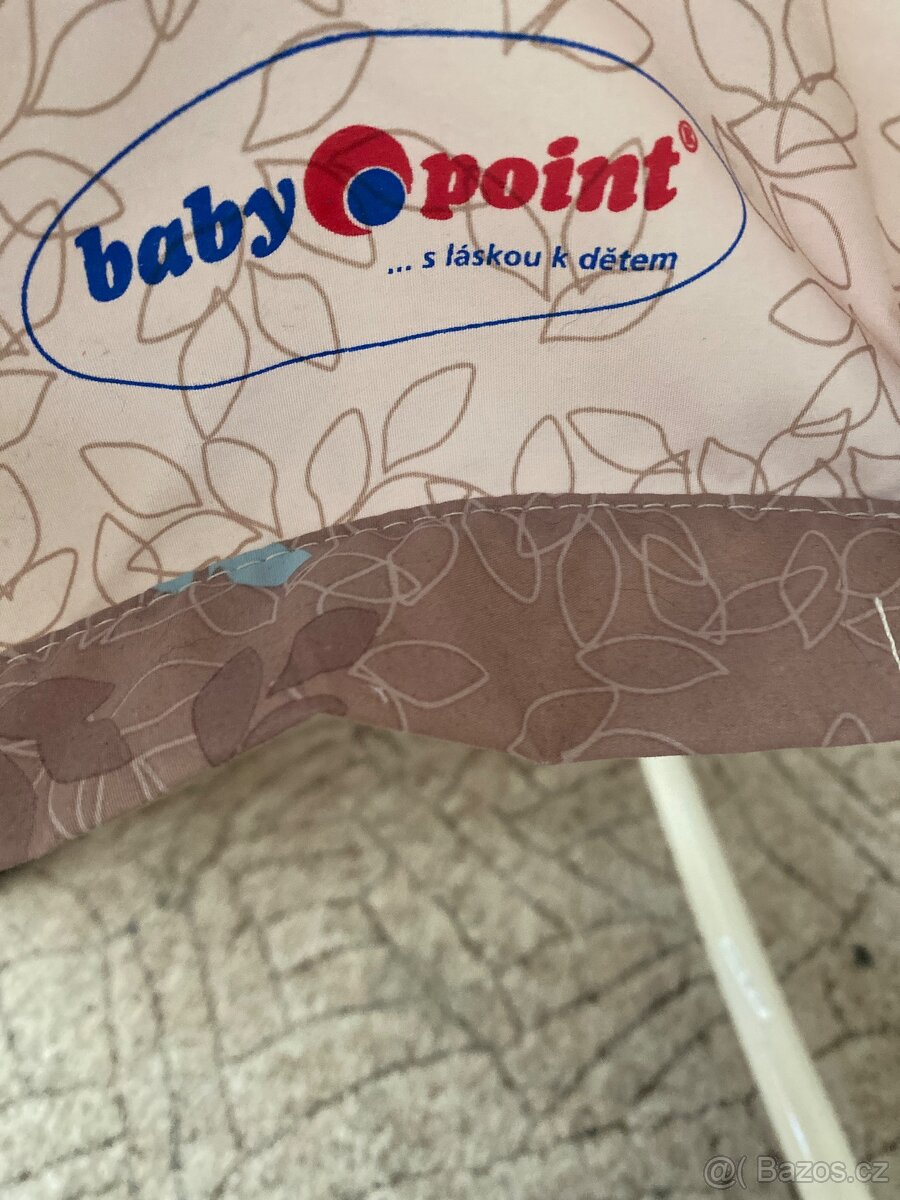 baby point®
... s láskou k dětem
@( Bazos.cz